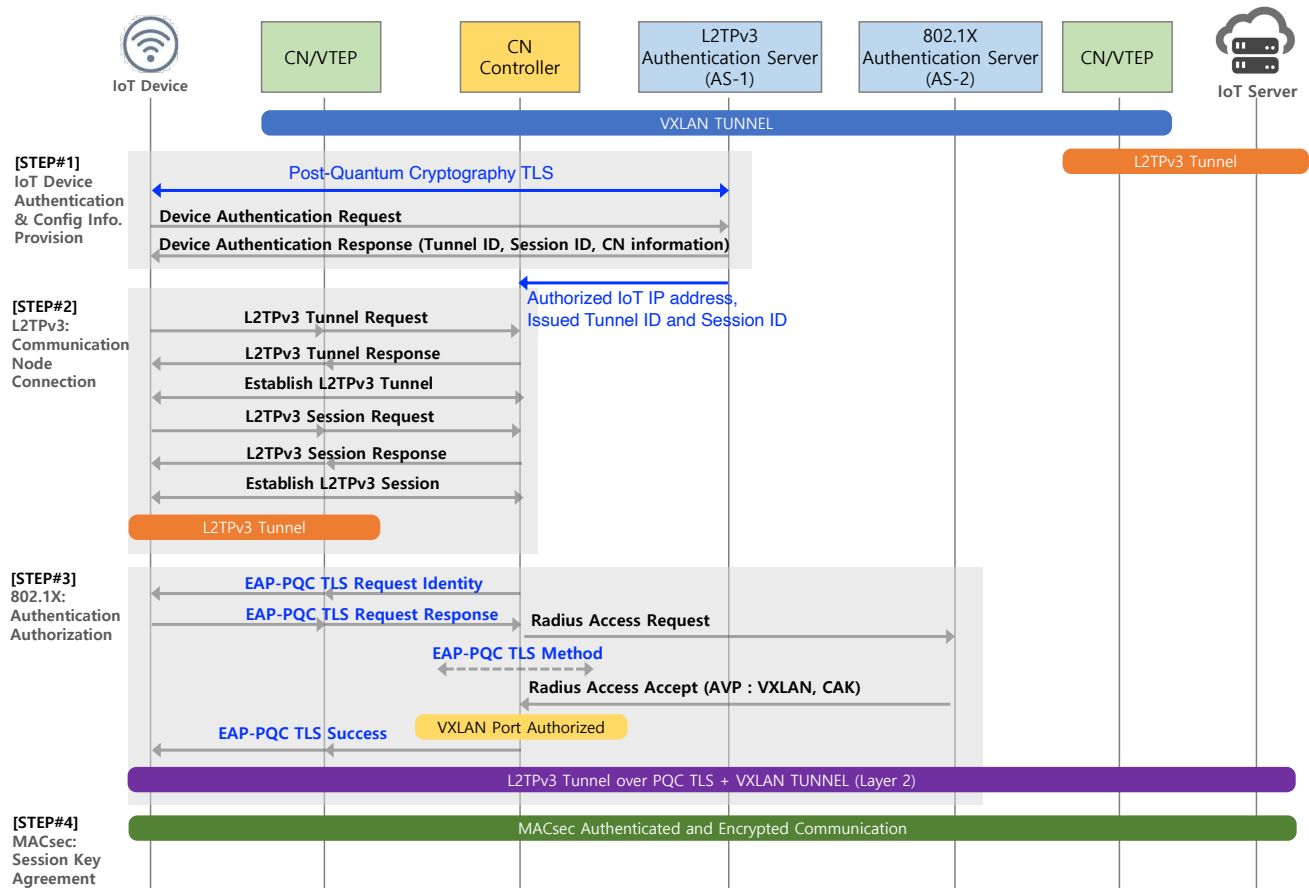 IoT Device
CN/VTEP
CN
Controller
L2TPv3
Authentication Server
(AS-1)
802.1X
Authentication Server
(AS-2)
CN/VTEP
IoT Server
VXLAN TUNNEL
L2TPv3 Tunnel
[STEP#1]
IoT Device
Authentication
& Config Info.
Provision
Post-Quantum Cryptography TLS
Device Authentication Request
Device Authentication Response (Tunnel ID, Session ID, CN information)
Authorized IoT IP address,
Issued Tunnel ID and Session ID
[STEP#2]
L2TPv3:
Communication
Node
Connection
L2TPv3 Tunnel Request
L2TPv3 Tunnel Response
Establish L2TPv3 Tunnel
L2TPv3 Session Request
L2TPv3 Session Response
Establish L2TPv3 Session
L2TPv3 Tunnel
[STEP#3]
802.1X:
Authentication
Authorization
EAP-PQC TLS Request Identity
EAP-PQC TLS Request Response
Radius Access Request
EAP-PQC TLS Method
Radius Access Accept (AVP : VXLAN, CAK)
VXLAN Port Authorized
EAP-PQC TLS Success
L2TPv3 Tunnel over PQC TLS + VXLAN TUNNEL (Layer 2)
[STEP#4]
MACsec:
Session Key
Agreement
MACsec Authenticated and Encrypted Communication